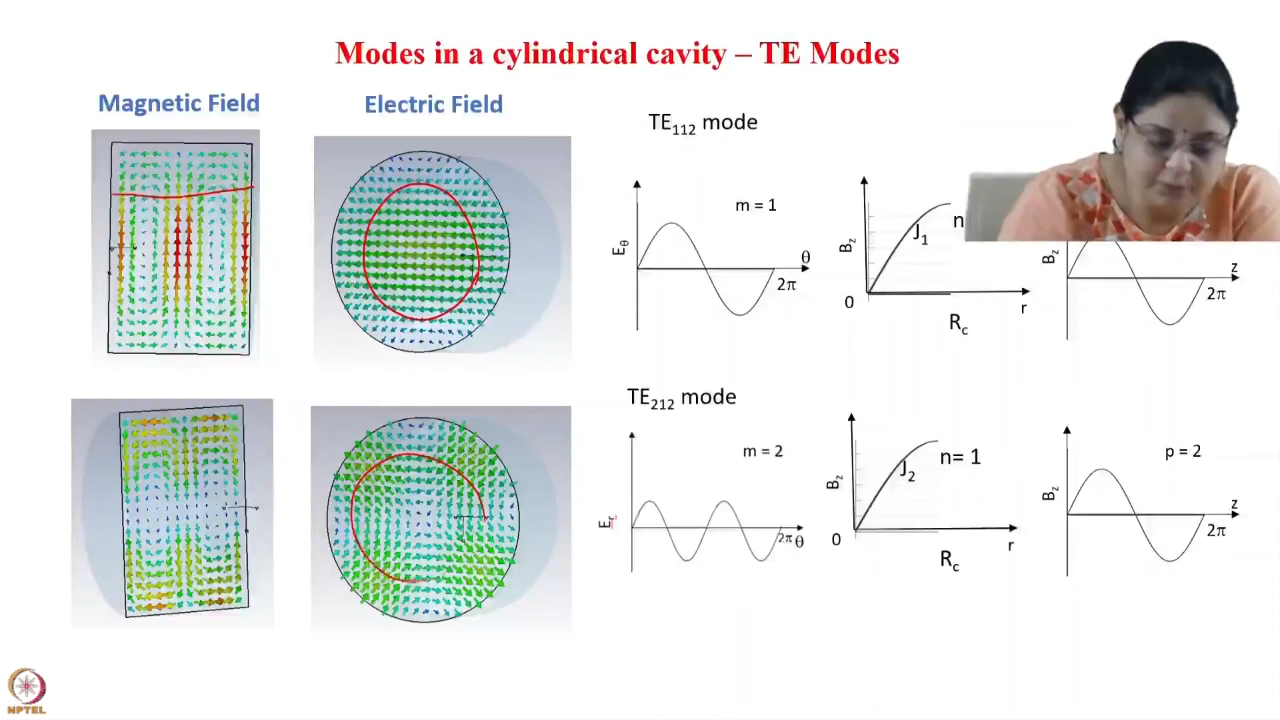 Modes in a cylindrical cavity – TE Modes
Magnetic Field
Electric Field
TE112 mode
m = 1
Eθ
θ
2π
Bz
J1
n
0
r
Rc
Bz
z
2π
TE212 mode
m = 2
Er
2π θ
Bz
J2
n= 1
0
r
Rc
p = 2
Bz
z
2π
NPTEL